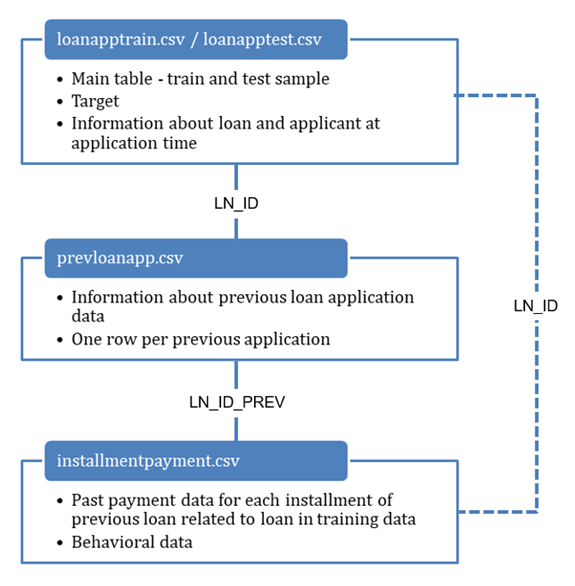 loanapptrain.csv / loanapptest.csv
• Main table - train and test sample
• Target
• Information about loan and applicant at
application time
LN_ID
prevloanapp.csv
• Information about previous loan application
data
• One row per previous application
LN_ID
LN_ID_PREV
installmentpayment.csv
• Past payment data for each installment of
previous loan related to loan in training data
• Behavioral data